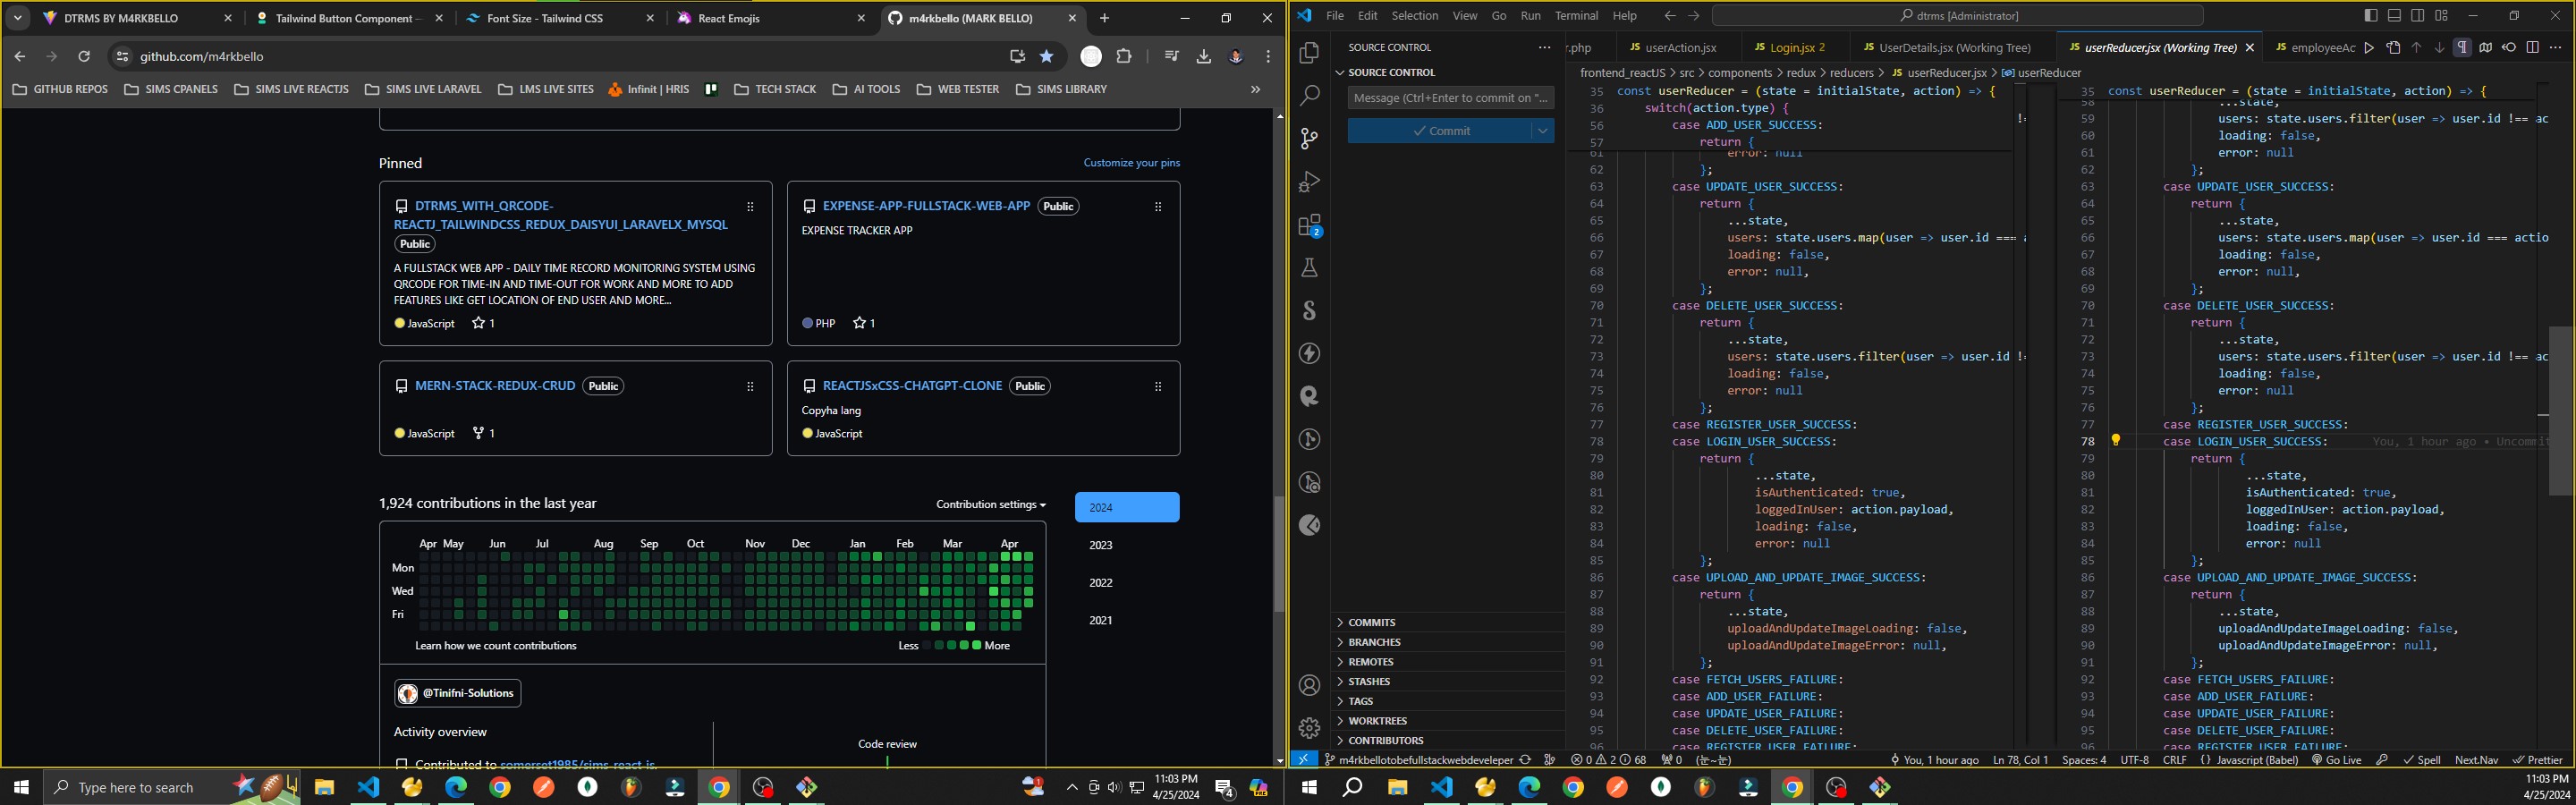 DTRMS BY M4RKBELLO
Tailwind Button Component —
Font Size - Tailwind CSS
React Emojis
m4rkbello (MARK BELLO)
github.com/m4rkbello
GITHUB REPOS
SIMS CPANELS
SIMS LIVE REACTJS
SIMS LIVE LARAVEL
LMS LIVE SITES
Infinit | HRIS
TECH STACK
AI TOOLS
WEB TESTER
SIMS LIBRARY
Pinned
Customize your pins
DTRMS_WITH_QRCODE-
REACTJ_TAILWINDCSS_REDUX_DAISYUI_LARAVELX_MYSQL
Public
A FULLSTACK WEB APP - DAILY TIME RECORD MONITORING SYSTEM USING
QRCODE FOR TIME-IN AND TIME-OUT FOR WORK AND MORE TO ADD
FEATURES LIKE GET LOCATION OF END USER AND MORE...
JavaScript 1
EXPENSE-APP-FULLSTACK-WEB-APP Public
EXPENSE TRACKER APP
PHP 1
MERN-STACK-REDUX-CRUD Public
JavaScript 1
REACTJSxCSS-CHATGPT-CLONE Public
Copyha lang
JavaScript
1,924 contributions in the last year
Contribution settings
2024
2023
2022
2021
Apr May Jun Jul Aug Sep Oct Nov Dec Jan Feb Mar Apr
Mon
Wed
Fri
Learn how we count contributions
Less More
@Tinifni-Solutions
Activity overview
Contributed to somerset1985/sims_react_js,
Code review
Type here to search
11:03 PM
4/25/2024
4
File Edit Selection View Go Run Terminal Help
dtrms [Administrator]
SOURCE CONTROL
SOURCE CONTROL
Message (Ctrl+Enter to commit on "...
Commit
2
COMMITS
BRANCHES
REMOTES
STASHES
TAGS
WORKTREES
CONTRIBUTORS
r.php
userAction.jsx
Login.jsx 2
UserDetails.jsx (Working Tree)
userReducer.jsx (Working Tree)
employeeAc
frontend_reactJS > src > components > redux > reducers > userReducer.jsx > userReducer
35 const userReducer = (state = initialState, action) => {
36 switch(action.type) {
56 case ADD_USER_SUCCESS:
57 return {
61 error: null
62 };
63 case UPDATE_USER_SUCCESS:
64 return {
65 ...state,
66 users: state.users.map(user => user.id === a
67 loading: false,
68 error: null,
69 };
70 case DELETE_USER_SUCCESS:
71 return {
72 ...state,
73 users: state.users.filter(user => user.id !=
74 loading: false,
75 error: null
76 };
77 case REGISTER_USER_SUCCESS:
78 case LOGIN_USER_SUCCESS:
79 return {
80 ...state,
81 isAuthenticated: true,
82 loggedInUser: action.payload,
83 loading: false,
84 error: null
85 };
86 case UPLOAD_AND_UPDATE_IMAGE_SUCCESS:
87 return {
88 ...state,
89 uploadAndUpdateImageLoading: false,
90 uploadAndUpdateImageError: null,
91 };
92 case FETCH_USERS_FAILURE:
93 case ADD_USER_FAILURE:
94 case UPDATE_USER_FAILURE:
95 case DELETE_USER_FAILURE:
96 case REGISTER_USER_FAILURE:
35 const userReducer = (state = initialState, action) => {
58 ...state,
59 users: state.users.filter(user => user.id !== ac
60 loading: false,
61 error: null
62 };
63 case UPDATE_USER_SUCCESS:
64 return {
65 ...state,
66 users: state.users.map(user => user.id === actio
67 loading: false,
68 error: null,
69 };
70 case DELETE_USER_SUCCESS:
71 return {
72 ...state,
73 users: state.users.filter(user => user.id !== ac
74 loading: false,
75 error: null
76 };
77 case REGISTER_USER_SUCCESS:
78 case LOGIN_USER_SUCCESS: You, 1 hour ago • Uncommit
79 return {
80 ...state,
81 isAuthenticated: true,
82 loggedInUser: action.payload,
83 loading: false,
84 error: null
85 };
86 case UPLOAD_AND_UPDATE_IMAGE_SUCCESS:
87 return {
88 ...state,
89 uploadAndUpdateImageLoading: false,
90 uploadAndUpdateImageError: null,
91 };
92 case FETCH_USERS_FAILURE:
93 case ADD_USER_FAILURE:
94 case UPDATE_USER_FAILURE:
95 case DELETE_USER_FAILURE:
96 case REGISTER_USER_FAILURE:
m4rkbellotobefullstackwebdeveleper 0 2 68 0 You, 1 hour ago Ln 78, Col 1 Spaces: 4 UTF-8 CRLF {} Javascript (Babel) Go Live Spell Next.Nav Prettier
11:03 PM
4/25/2024